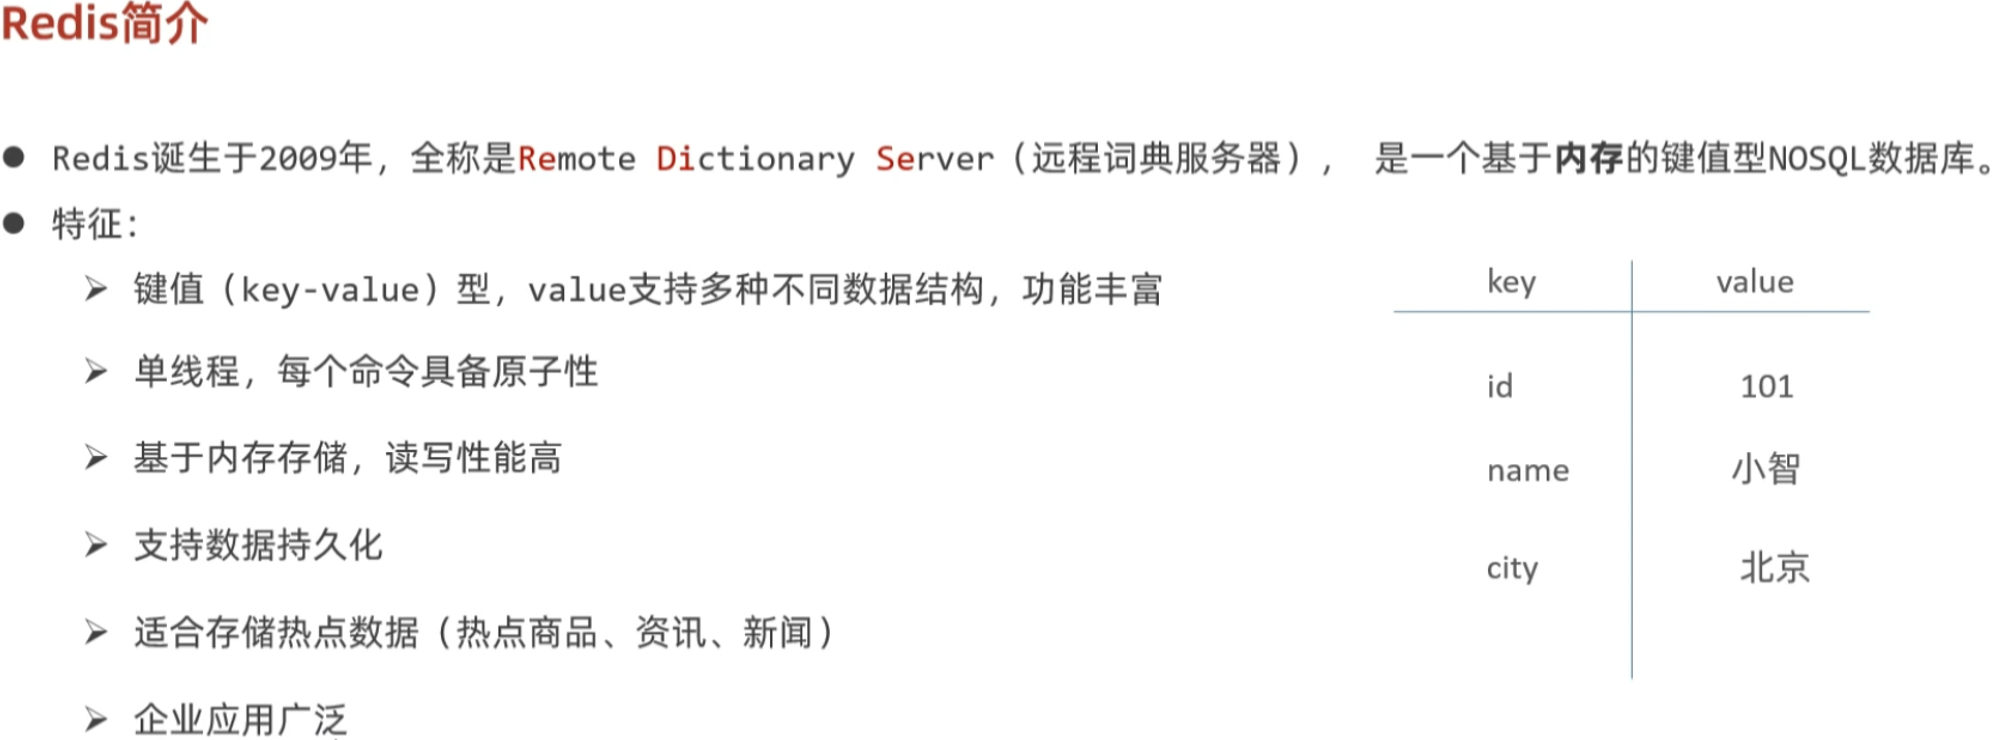 Redis简介
● Redis诞生于2009年，全称是Remote Dictionary Server（远程词典服务器）， 是一个基于内存的键值型NOSQL数据库。
● 特征：
➢ 键值（key-value）型，value支持多种不同数据结构，功能丰富
➢ 单线程，每个命令具备原子性
➢ 基于内存存储，读写性能高
➢ 支持数据持久化
➢ 适合存储热点数据（热点商品、资讯、新闻）
➢ 企业应用广泛
key value
id 101
name 小智
city 北京